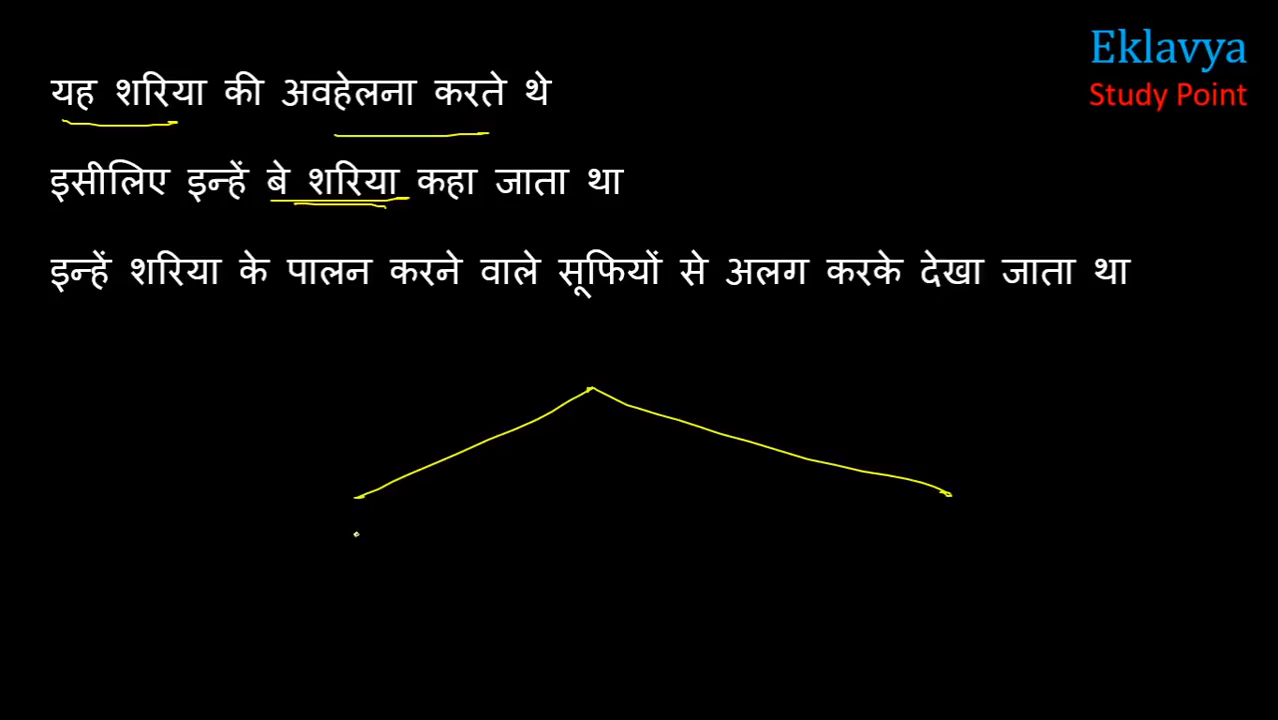 Eklavya
Study Point
यह शरिया की अवहेलना करते थे
इसीलिए इन्हें बे शरिया कहा जाता था
इन्हें शरिया के पालन करने वाले सूफियों से अलग करके देखा जाता था